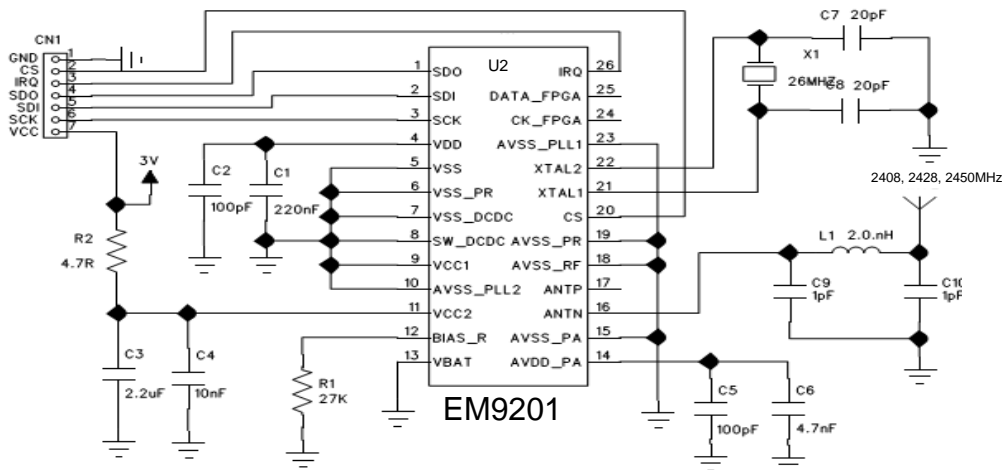 CN1
GND 1
CS 2
IRQ 3
SDO 4
SDI 5
SCK 6
VCC 7
3V
R2
4.7R
C2
100pF
C1
220nF
C3
2.2uF
C4
10nF
R1
27K
U2
1 SDO
2 SDI
3 SCK
4 VDD
5 VSS
6 VSS_PR
7 VSS_DCDC
8 SW_DCDC
9 VCC1
10 AVSS_PLL2
11 VCC2
12 BIAS_R
13 VBAT
IRQ 26
DATA_FPGA 25
CK_FPGA 24
AVSS_PLL1 23
XTAL2 22
XTAL1 21
CS 20
AVSS_PR 19
AVSS_RF 18
ANTP 17
ANTN 16
AVSS_PA 15
AVDD_PA 14
EM9201
C7 20pF
X1
26MHZ
C8 20pF
2408, 2428, 2450MHz
L1 2.0.nH
C9
1pF
C10
1pF
C5
100pF
C6
4.7nF